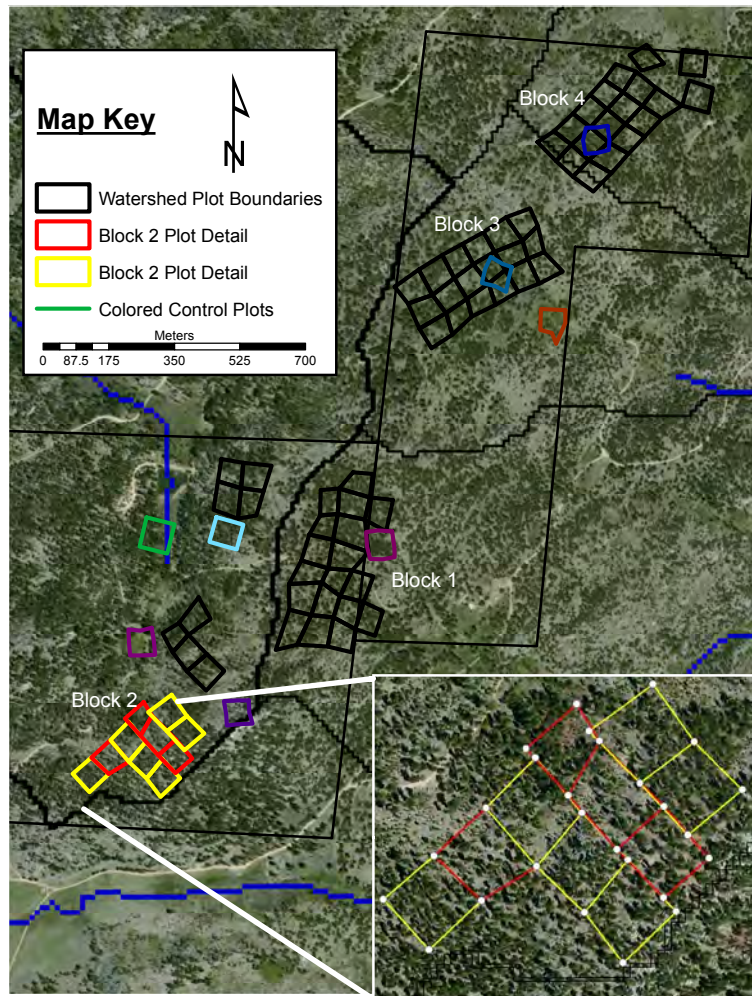 Map Key
N
Watershed Plot Boundaries
Block 2 Plot Detail
Block 2 Plot Detail
Colored Control Plots
Meters
0 87.5 175 350 525 700
Block 4
Block 3
Block 1
Block 2